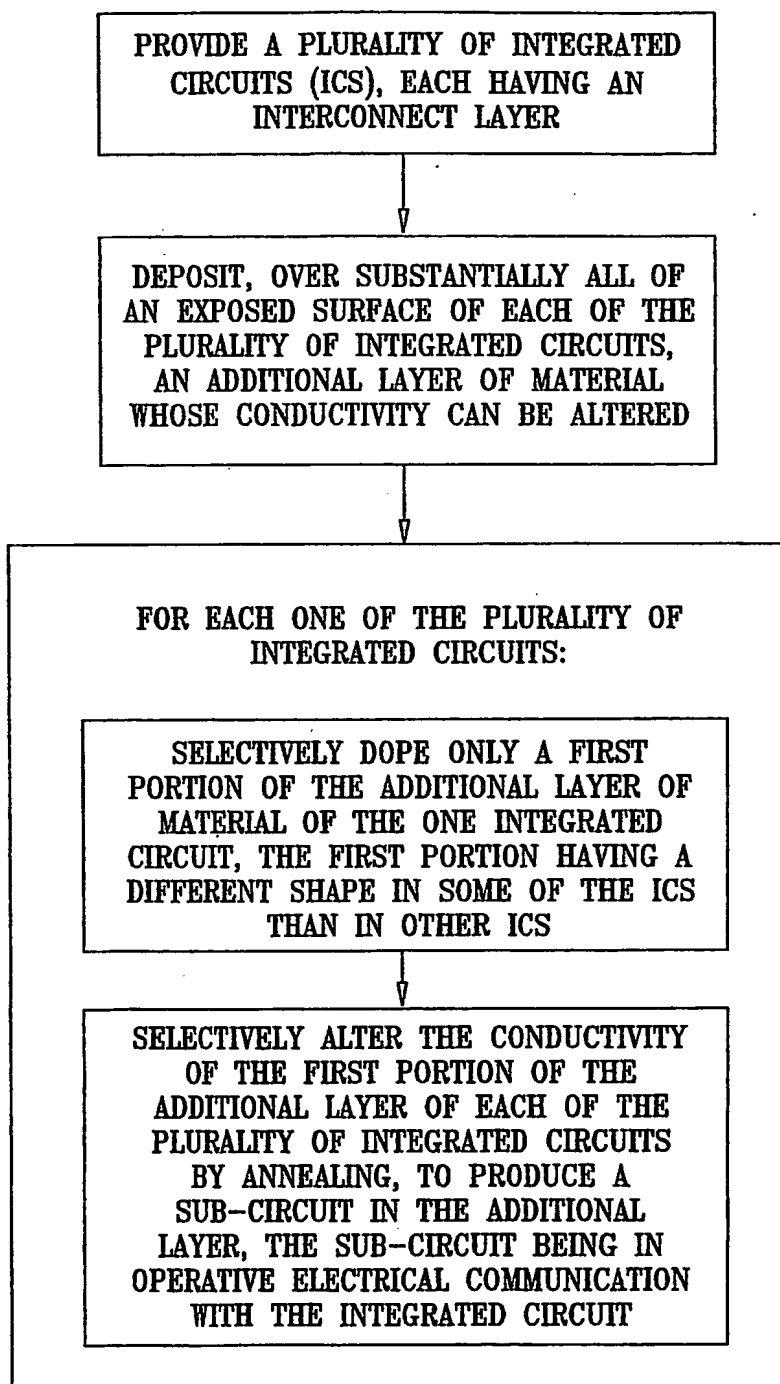 PROVIDE A PLURALITY OF INTEGRATED
CIRCUITS (ICS), EACH HAVING AN
INTERCONNECT LAYER
DEPOSIT, OVER SUBSTANTIALLY ALL OF
AN EXPOSED SURFACE OF EACH OF THE
PLURALITY OF INTEGRATED CIRCUITS,
AN ADDITIONAL LAYER OF MATERIAL
WHOSE CONDUCTIVITY CAN BE ALTERED
FOR EACH ONE OF THE PLURALITY OF
INTEGRATED CIRCUITS:
SELECTIVELY DOPE ONLY A FIRST
PORTION OF THE ADDITIONAL LAYER OF
MATERIAL OF THE ONE INTEGRATED
CIRCUIT, THE FIRST PORTION HAVING A
DIFFERENT SHAPE IN SOME OF THE ICS
THAN IN OTHER ICS
SELECTIVELY ALTER THE CONDUCTIVITY
OF THE FIRST PORTION OF THE
ADDITIONAL LAYER OF EACH OF THE
PLURALITY OF INTEGRATED CIRCUITS
BY ANNEALING, TO PRODUCE A
SUB-CIRCUIT IN THE ADDITIONAL
LAYER, THE SUB-CIRCUIT BEING IN
OPERATIVE ELECTRICAL COMMUNICATION
WITH THE INTEGRATED CIRCUIT